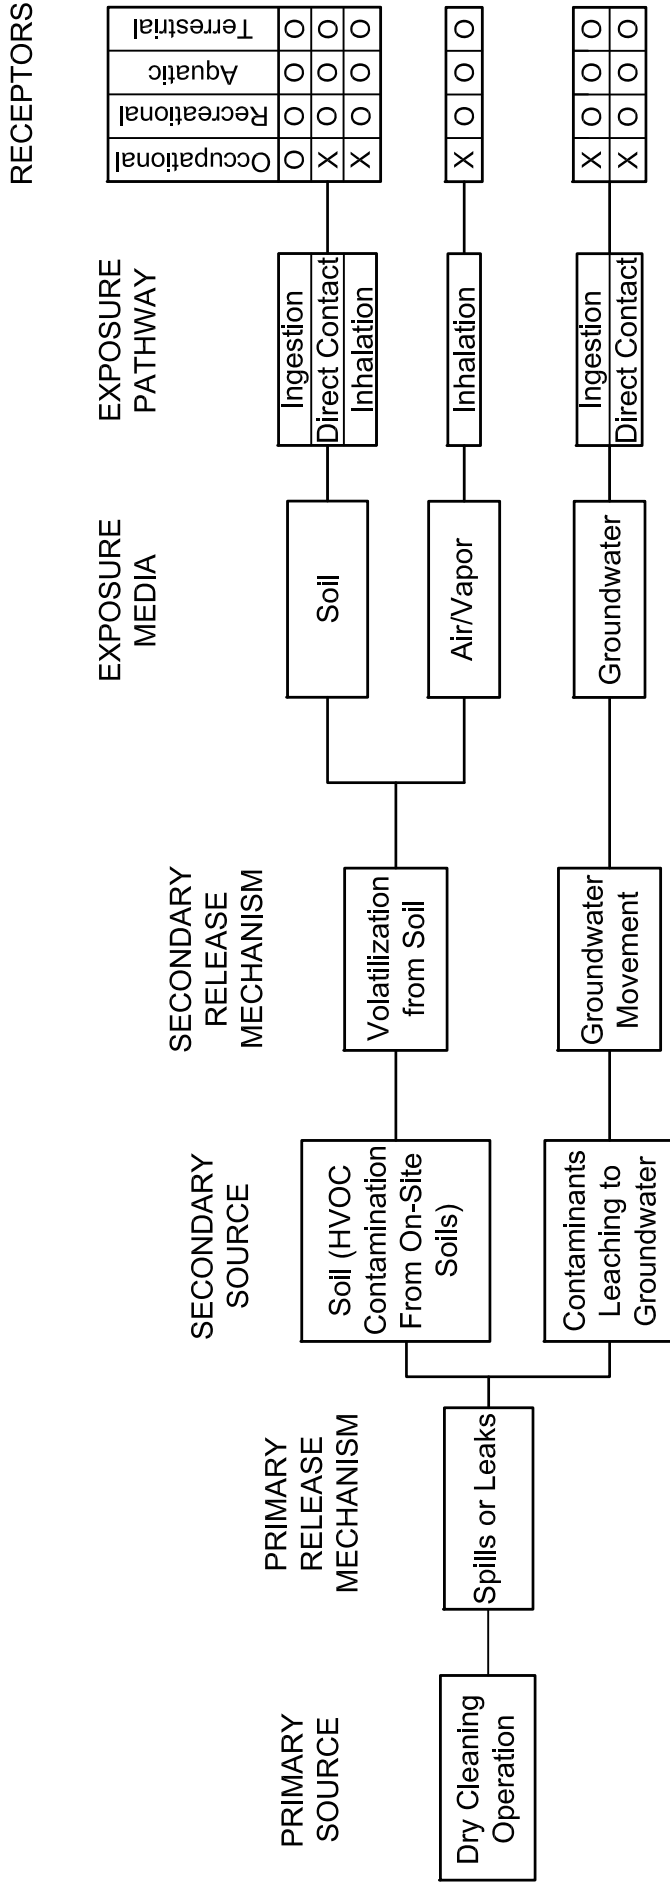 PRIMARY
SOURCE
Dry Cleaning
Operation
PRIMARY
RELEASE
MECHANISM
Spills or Leaks
SECONDARY
SOURCE
Soil (HVOC
Contamination
From On-Site
Soils)
Contaminants
Leaching to
Groundwater
SECONDARY
RELEASE
MECHANISM
Volatilization
from Soil
Groundwater
Movement
EXPOSURE
MEDIA
Soil
Air/Vapor
Groundwater
EXPOSURE
PATHWAY
Ingestion
Direct Contact
Inhalation
Inhalation
Ingestion
Direct Contact
RECEPTORS
Occupational Recreational Aquatic Terrestrial
O O O O
X O O O
X O O O
X O O O
X O O O
X O O O